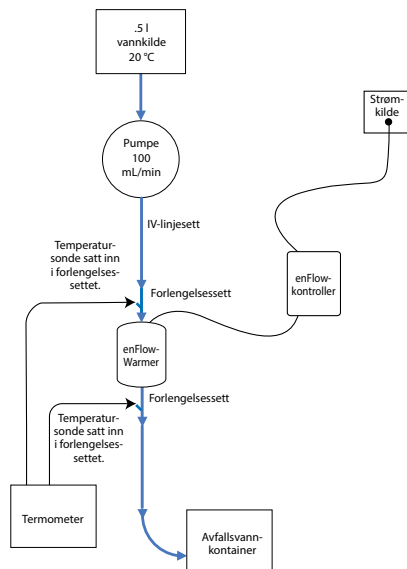 .5 l
vannkilde
20 °C
Strøm-
kilde
Pumpe
100
mL/min
IV-linjesett
Temperatur-
sonde satt inn
i forlengelses-
settet.
Forlengelsessett
enFlow-
kontroller
enFlow-
Warmer
Forlengelsessett
Temperatur-
sonde satt inn
i forlengelses-
settet.
Termometer
Avfallsvann-
kontainer